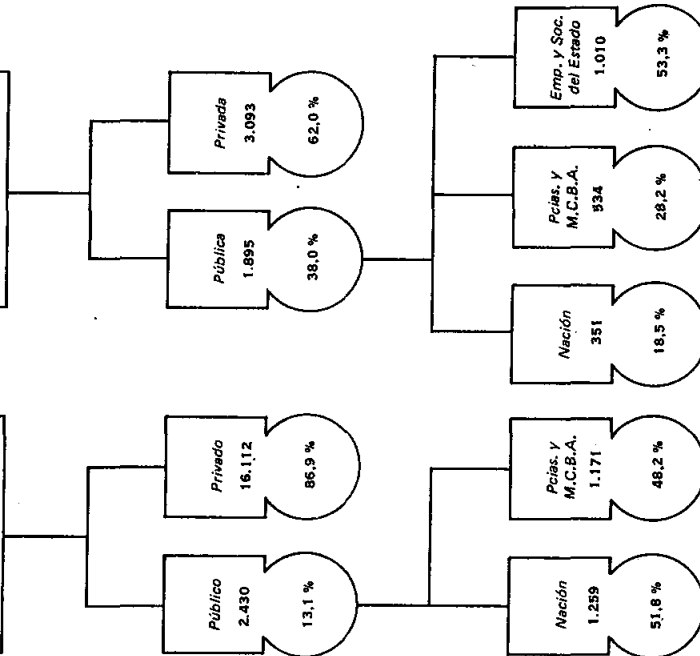 Público
2.430
13,1 %
Privado
16.112
86,9 %
Pública
1.895
38,0 %
Privada
3.093
62,0 %
Nación
1.259
51,8 %
Pcias. y
M.C.B.A.
1.171
48,2 %
Nación
351
18,5 %
Pcias. y
M.C.B.A.
534
28,2 %
Emp. y Soc.
del Estado
1.010
53,3 %